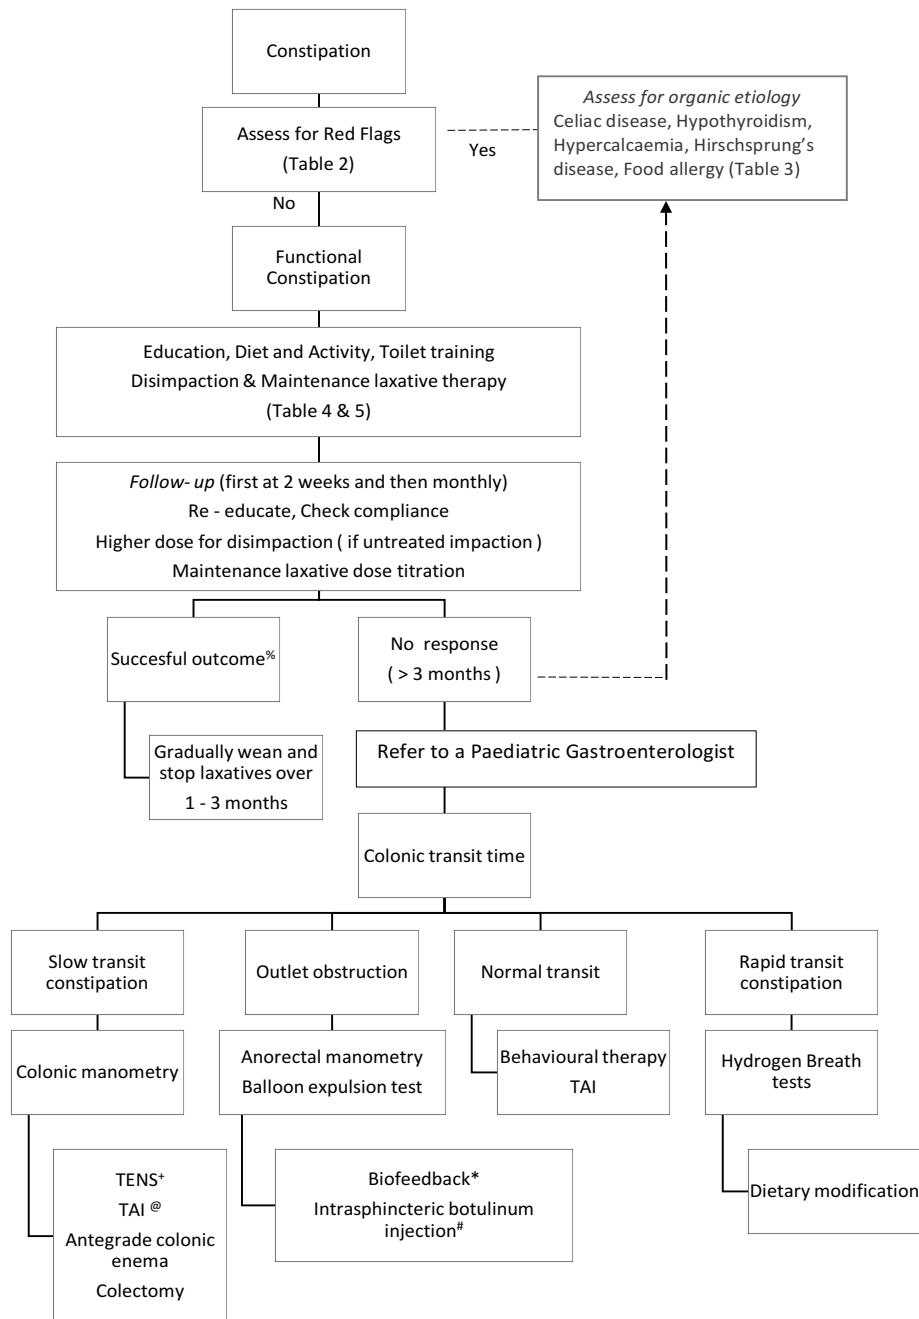 Constipation
Assess for Red Flags
(Table 2)
Yes
Assess for organic etiology
Celiac disease, Hypothyroidism,
Hypercalcaemia, Hirschsprung's
disease, Food allergy (Table 3)
No
Functional
Constipation
Education, Diet and Activity, Toilet training
Disimpaction & Maintenance laxative therapy
(Table 4 & 5)
Follow- up (first at 2 weeks and then monthly)
Re - educate, Check compliance
Higher dose for disimpaction ( if untreated impaction )
Maintenance laxative dose titration
Succesful outcome%
No response
( > 3 months )
Gradually wean and
stop laxatives over
1 - 3 months
Refer to a Paediatric Gastroenterologist
Colonic transit time
Slow transit
constipation
Outlet obstruction
Normal transit
Rapid transit
constipation
Colonic manometry
Anorectal manometry
Balloon expulsion test
Behavioural therapy
TAI
Hydrogen Breath
tests
TENS+
TAI @
Antegrade colonic
enema
Colectomy
Biofeedback*
Intrasphincteric botulinum
injection#
Dietary modification